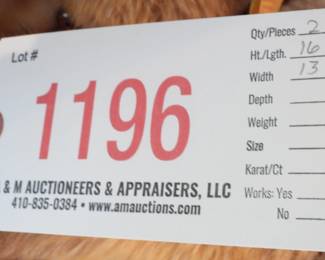 Lot #
1196
& M AUCTIONEERS & APPRAISERS, LLC
410-835-0384 • www.amauctions.com
Qty/Pieces 2
Ht./Lgth. 16
Width 13
Depth
Weight
Size
Karat/Ct
Works: Yes
No